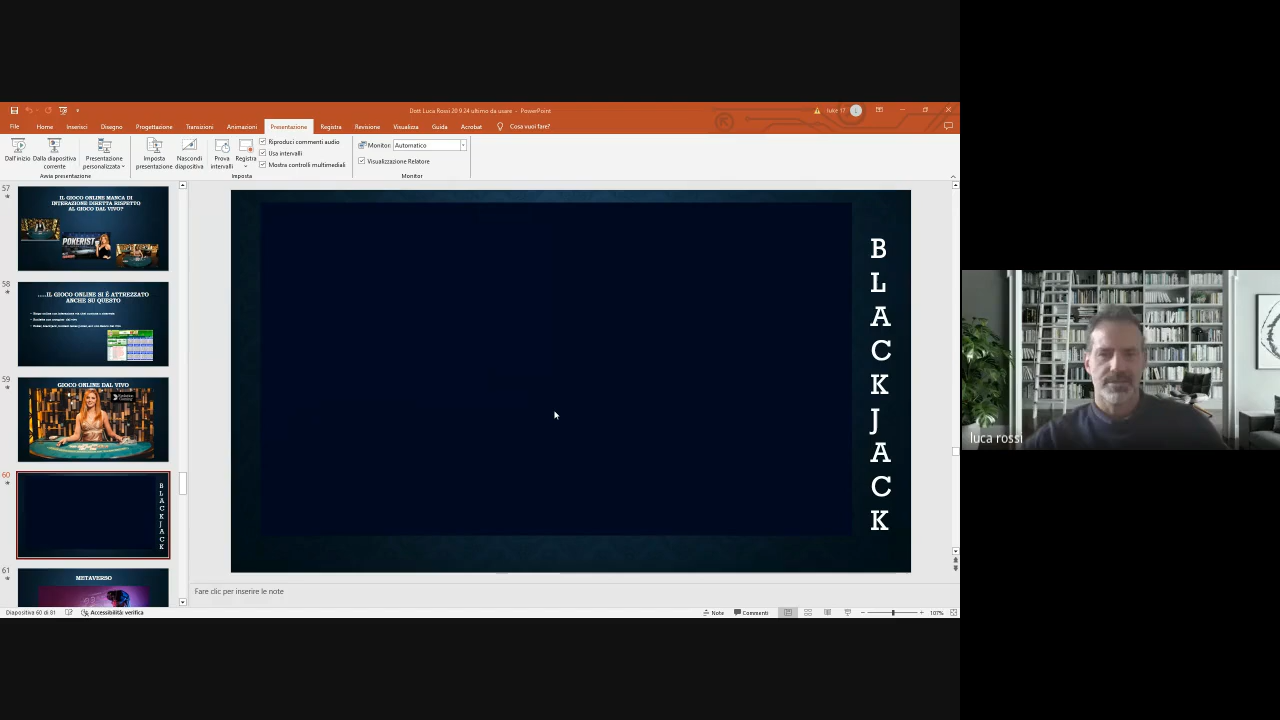 Dott Luca Rossi 20 9.24 ultimo da usare - PowerPoint
luke 17
L
File Home Inserisci Disegno Progettazione Transizioni Animazioni Presentazione Registra Revisione Visualizza Guida Acrobat Cosa vuoi fare?
Dall'inizio
Dalla diapositiva corrente
Presentazione personalizzata
Imposta presentazione
Nascondi diapositiva
Prova intervalli
Registra
Riproduci commenti audio
Usa intervalli
Mostra controlli multimediali
Monitor: Automatico
Visualizzazione Relatore
Avvia presentazione
Imposta
Monitor
57
IL GIOCO ONLINE MANCA DI
INTERAZIONE DIRETTA RISPETTO
AL GIOCO DAL VIVO?
POKERIST
58
.....IL GIOCO ONLINE SI È ATTREZZATO
ANCHE SU QUESTO
59
GIOCO ONLINE DAL VIVO
60
B
L
A
C
K
J
A
C
K
61
METAVERSO
B
L
A
C
K
J
A
C
K
Fare clic per inserire le note
Diapositiva 60 di 81
Accessibilità: verifica
Note
Commenti
107%
luca rossi